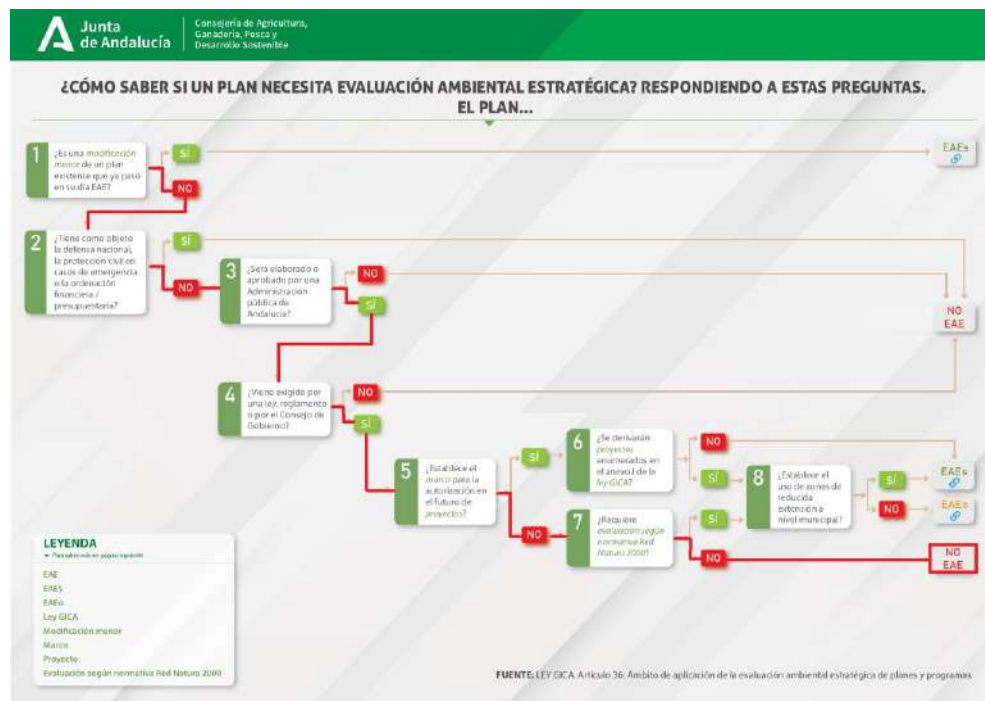 Junta
de Andalucía
Consejería de Agricultura,
Ganadería, Pesca y
Desarrollo Sostenible
¿CÓMO SABER SI UN PLAN NECESITA EVALUACIÓN AMBIENTAL ESTRATÉGICA? RESPONDIENDO A ESTAS PREGUNTAS.
EL PLAN...
1
¿Es una modificación
menor de un plan
existente que ya pasó
en su día EAE?
SÍ
NO
EAEs
2
¿Tiene como objeto
la defensa nacional,
la protección civil en
casos de emergencia
o la ordenación
financiera /
presupuestaria?
SÍ
NO
3
¿Será elaborado o
aprobado por una
Administración
pública de
Andalucía?
NO
SÍ
NO
EAE
4
¿Viene exigido por
una ley, reglamento
o por el Consejo de
Gobierno?
NO
SÍ
5
¿Establece el
marco para la
autorización en
el futuro de
proyectos?
SÍ
NO
6
¿Se derivarán
proyectos
enumerados en
el anexo I de la
ley GICA?
NO
SÍ
7
¿Requiere
evaluación según
normativa Red
Natura 2000?
SÍ
NO
8
¿Establece el
uso de zonas de
reducida
extensión a
nivel municipal?
SÍ
NO
EAEs
EAEo
NO
EAE
LEYENDA
Para saber más en página siguiente
EAE
EAES
EAEo
Ley GICA
Modificación menor
Marco
Proyecto
Evaluación según normativa Red Natura 2000
FUENTE: LEY GICA. Artículo 36: Ámbito de aplicación de la evaluación ambiental estratégica de planes y programas